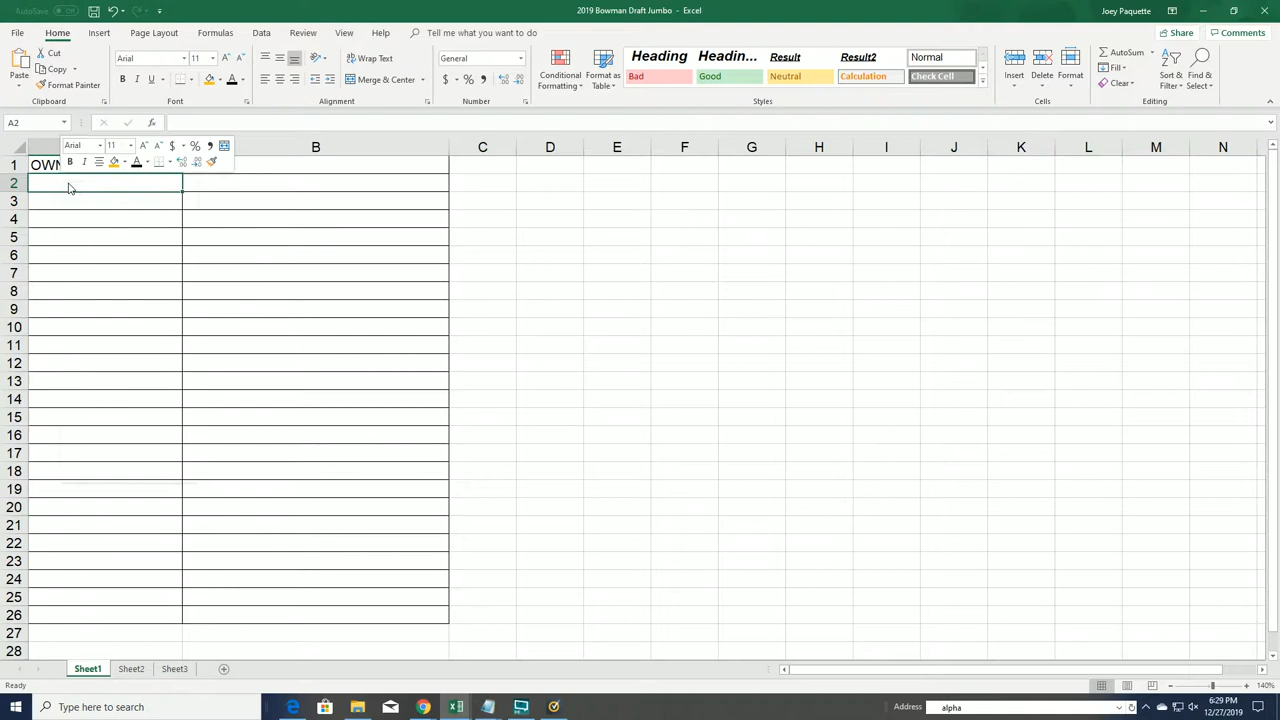 AutoSave Off
2019 Bowman Draft Jumbo - Excel
Joey Paquette
File Home Insert Page Layout Formulas Data Review View Help Tell me what you want to do
Share Comments
Paste
Cut
Copy
Format Painter
Clipboard
Arial 11
B I U A
Font
Wrap Text
Merge & Center
Alignment
General
$ % ,
Number
Conditional Formatting
Format as Table
Heading Headin... Result Result2 Normal
Bad Good Neutral Calculation Check Cell
Styles
Insert Delete Format
Cells
AutoSum
Fill
Clear
Sort & Filter
Find & Select
Editing
A2
fx
Arial 11 A A $ % ,
B I A
A B C D E F G H I J K L M N
1 OWN
2
3
4
5
6
7
8
9
10
11
12
13
14
15
16
17
18
19
20
21
22
23
24
25
26
27
28
Sheet1 Sheet2 Sheet3
Ready
140%
Type here to search
Address alpha
6:29 PM
12/27/2019